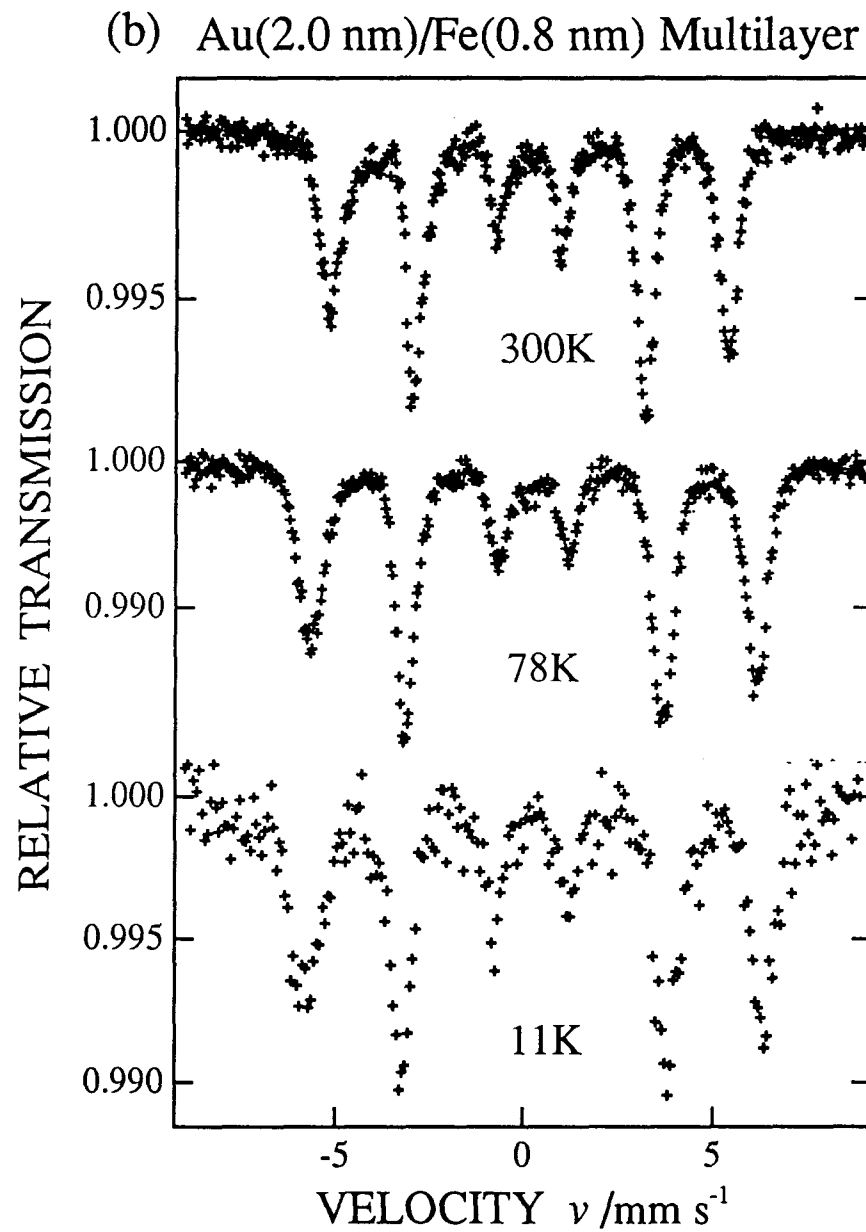 (b) Au(2.0 nm)/Fe(0.8 nm) Multilayer
1.000
0.995
300K
1.000
0.990
78K
1.000
0.995
0.990
11K
-5 0 5
RELATIVE TRANSMISSION
VELOCITY v /mm s⁻¹